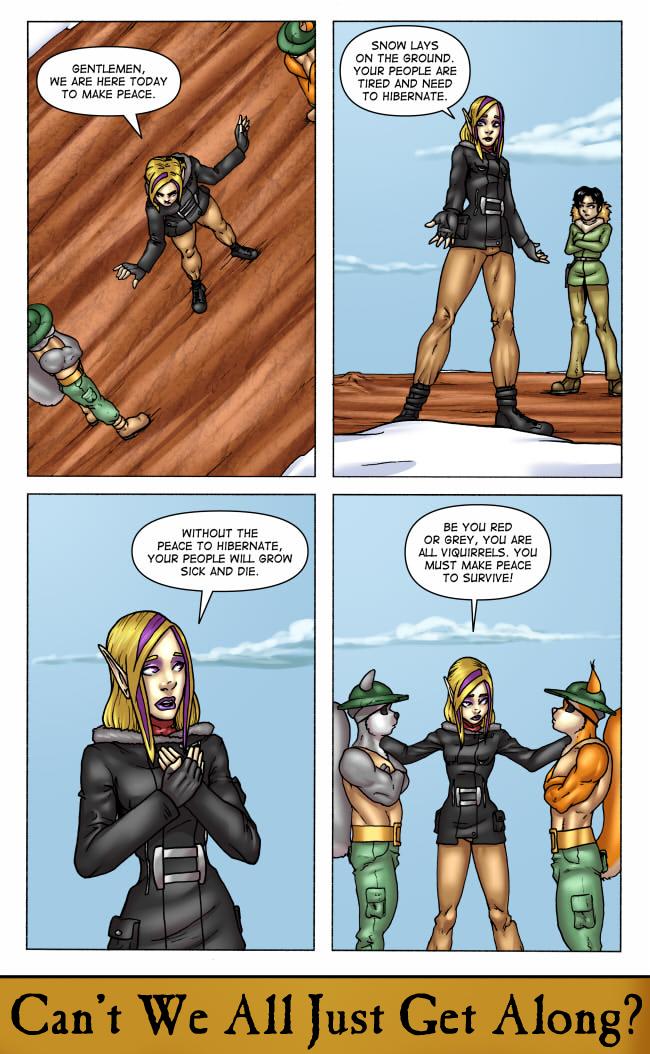 GENTLEMEN,
WE ARE HERE TODAY
TO MAKE PEACE.
SNOW LAYS
ON THE GROUND.
YOUR PEOPLE ARE
TIRED AND NEED
TO HIBERNATE.
WITHOUT THE
PEACE TO HIBERNATE,
YOUR PEOPLE WILL GROW
SICK AND DIE.
BE YOU RED
OR GREY, YOU ARE
ALL VIQUIRRELS. YOU
MUST MAKE PEACE
TO SURVIVE!
Can't We All Just Get Along?